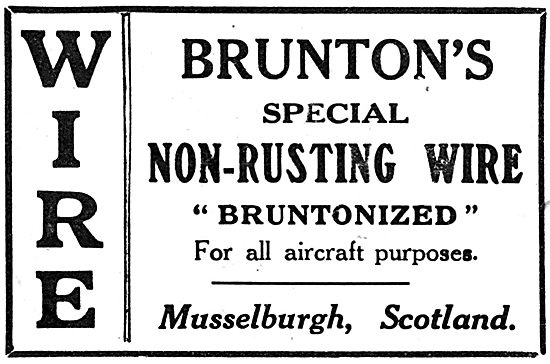 WIRE
BRUNTON'S
SPECIAL
NON-RUSTING WIRE
"BRUNTONIZED"
For all aircraft purposes.
Musselburgh, Scotland.